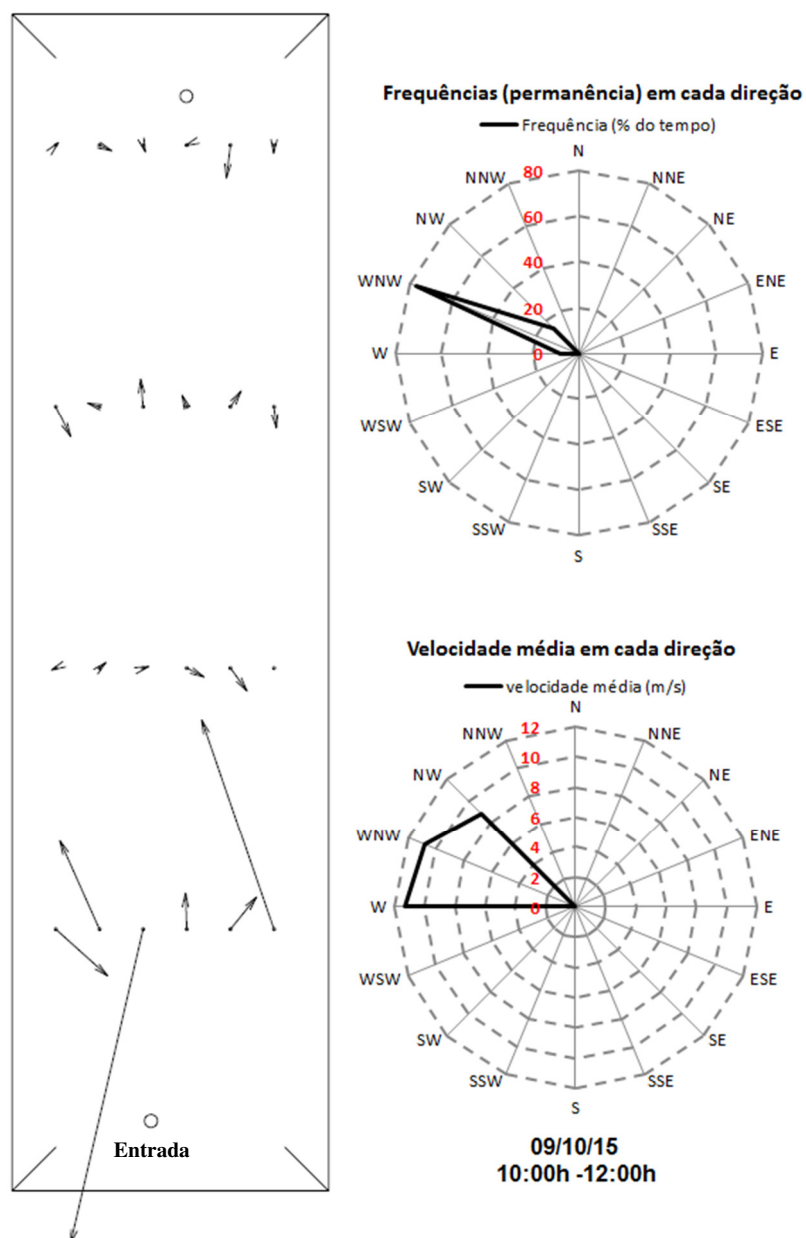 Frequências (permanência) em cada direção
Frequência (% do tempo)
N
NNE
NE
ENE
E
ESE
SE
SSE
S
SSW
SW
WSW
W
WNW
NW
NNW
80
60
40
20
0
Velocidade média em cada direção
velocidade média (m/s)
N
NNE
NE
ENE
E
ESE
SE
SSE
S
SSW
SW
WSW
W
WNW
NW
NNW
12
10
8
6
4
2
0
Entrada
09/10/15
10:00h -12:00h